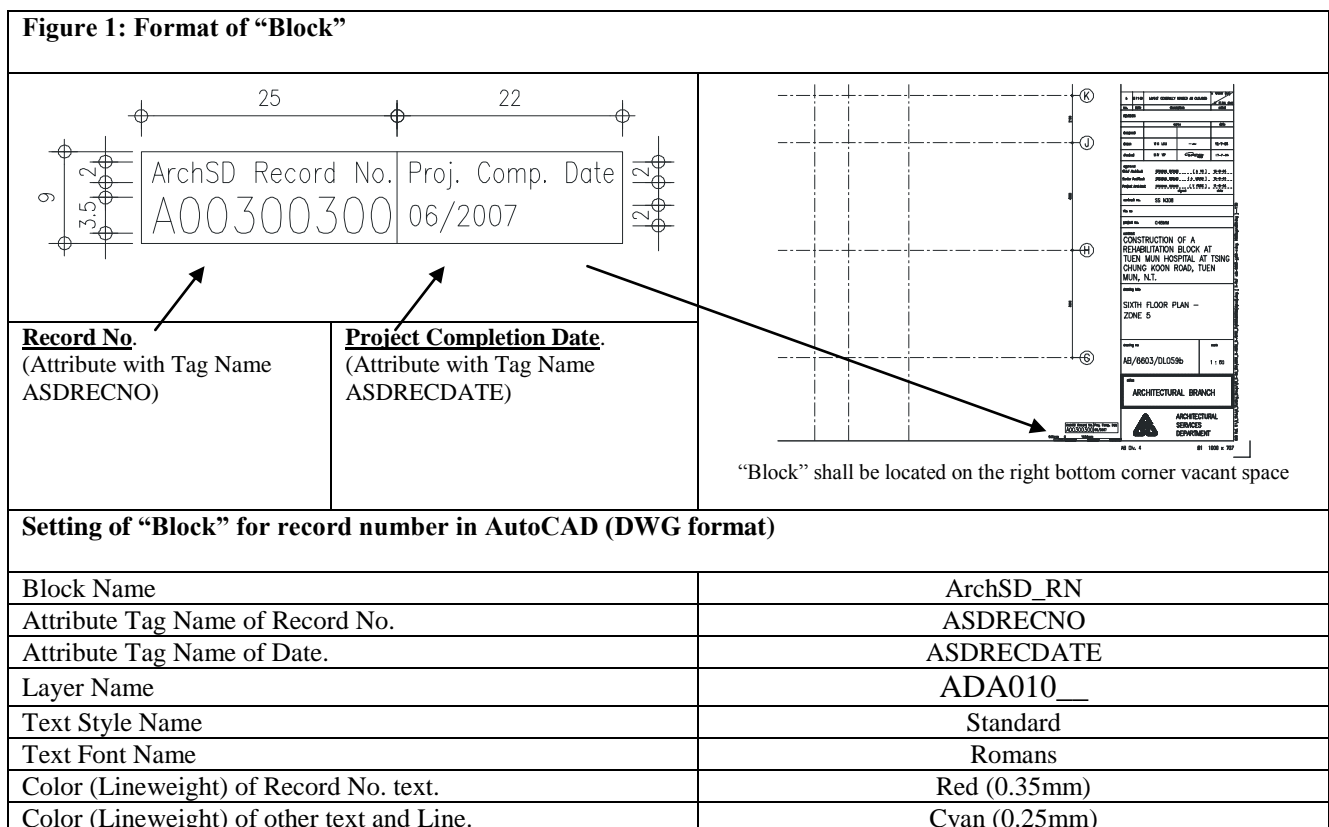 Figure 1: Format of “Block”
25
22
9
2
3.5
ArchSD Record No.
A00300300
Proj. Comp. Date
06/2007
2
2
Record No.
(Attribute with Tag Name
ASDRECNO)
Project Completion Date.
(Attribute with Tag Name
ASDRECDATE)
K
J
H
G
CONSTRUCTION OF A
REHABILITATION BLOCK AT
TUEN MUN HOSPITAL AT TSING
CHUNG KOON ROAD, TUEN
MUN, N.T.
SIXTH FLOOR PLAN –
ZONE 5
AB/6603/DL059b
ARCHITECTURAL BRANCH
ARCHITECTURAL
SERVICES
DEPARTMENT
“Block” shall be located on the right bottom corner vacant space
Setting of “Block” for record number in AutoCAD (DWG format)
Block Name ArchSD_RN
Attribute Tag Name of Record No. ASDRECNO
Attribute Tag Name of Date. ASDRECDATE
Layer Name ADA010__
Text Style Name Standard
Text Font Name Romans
Color (Lineweight) of Record No. text. Red (0.35mm)
Color (Lineweight) of other text and Line. Cyan (0.25mm)